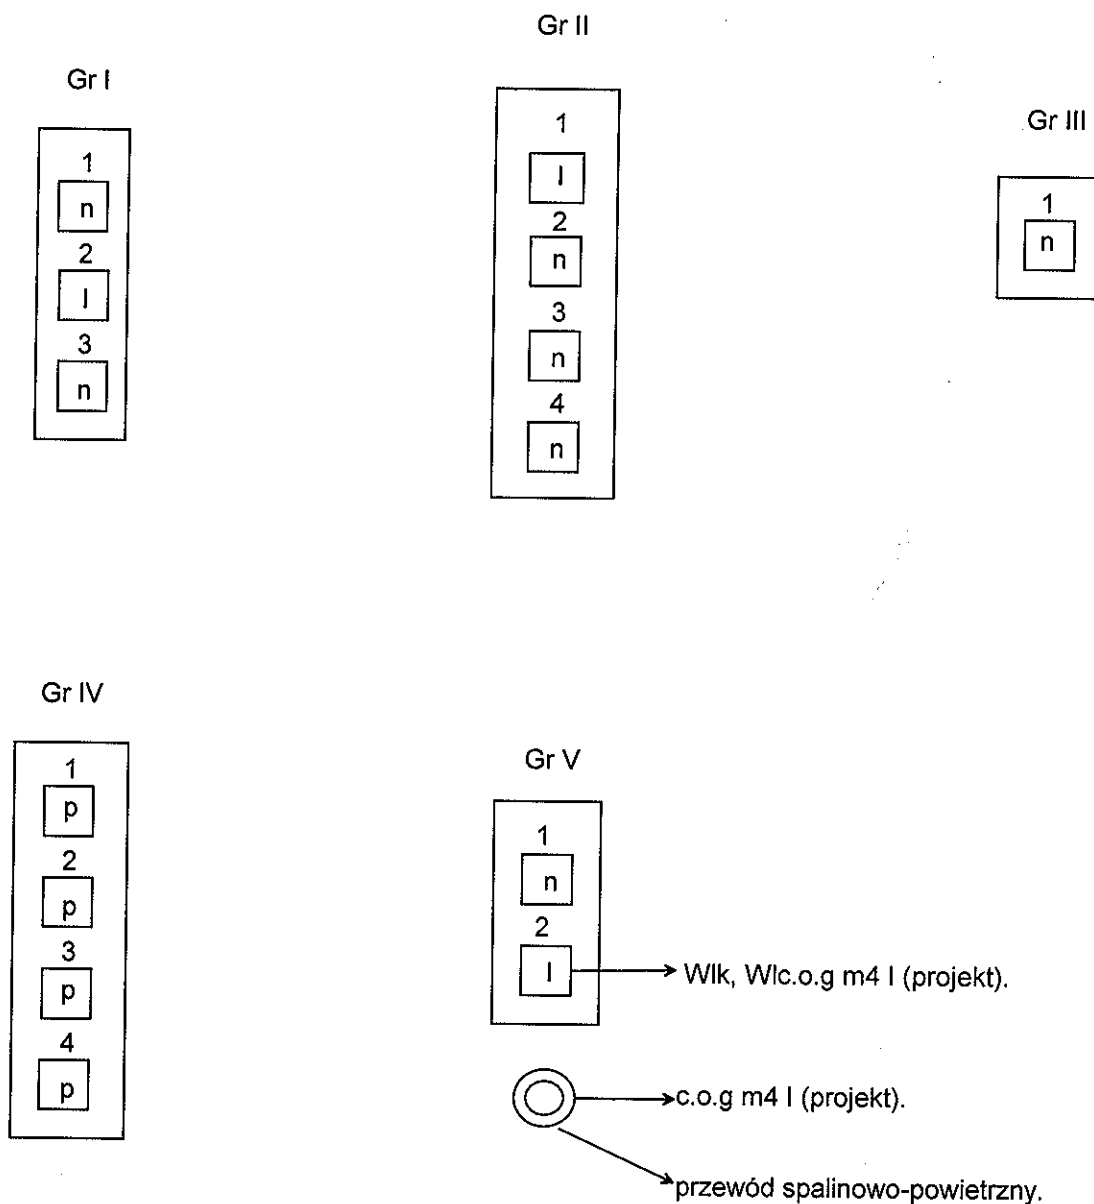 Gr I
1
n
2
l
3
n
Gr II
1
l
2
n
3
n
4
n
Gr III
1
n
Gr IV
1
p
2
p
3
p
4
p
Gr V
1
n
2
l
Wlk, Wlc.o.g m4 I (projekt).
c.o.g m4 I (projekt).
przewód spalinowo-powietrzny.